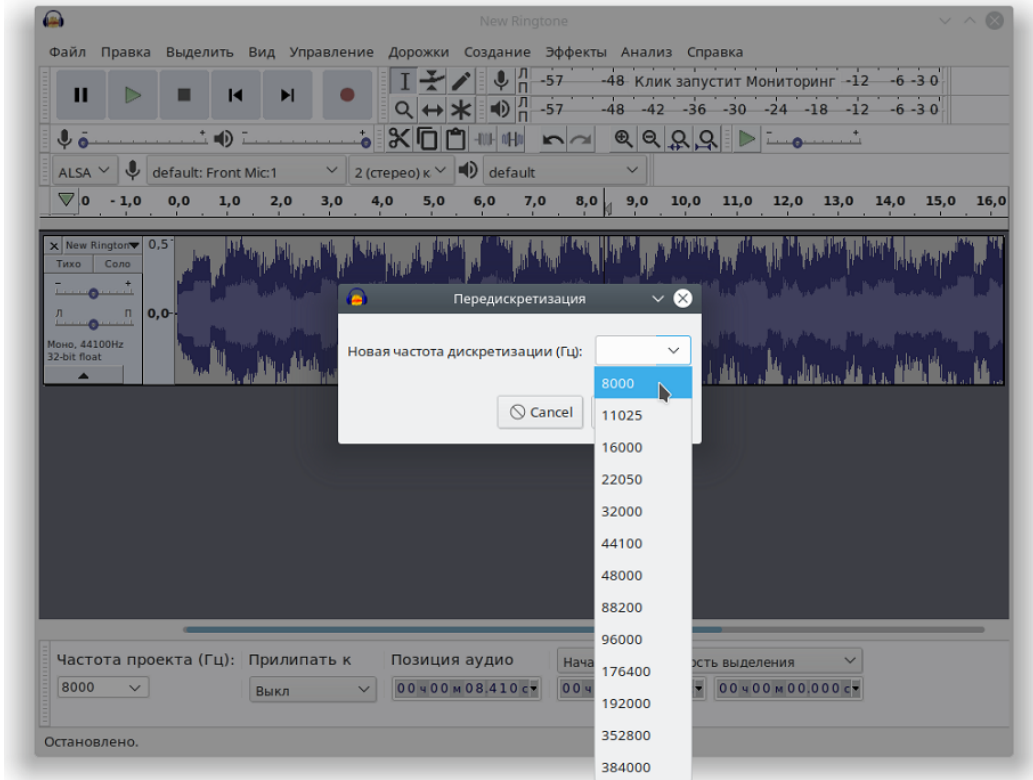 New Ringtone
Файл Правка Выделить Вид Управление Дорожки Создание Эффекты Анализ Справка
Л П -57 -48 Клик запустит Мониторинг -12 -6 -3 0
Л П -57 -48 -42 -36 -30 -24 -18 -12 -6 -3 0
ALSA default: Front Mic:1 2 (стерео) к default
0 - 1,0 0,0 1,0 2,0 3,0 4,0 5,0 6,0 7,0 8,0 9,0 10,0 11,0 12,0 13,0 14,0 15,0 16,0
New Rington 0,5
Тихо Соло
- +
Л П 0,0
Моно, 44100Hz
32-bit float
Передискретизация
Новая частота дискретизации (Гц):
8000
Cancel
11025
16000
22050
32000
44100
48000
88200
96000
176400
192000
352800
384000
Частота проекта (Гц): Прилипать к Позиция аудио Нача ость выделения
8000 Выкл 00 ч 00 м 08.410 с 00 ч 00 ч 00 м 00.000 с
Остановлено.